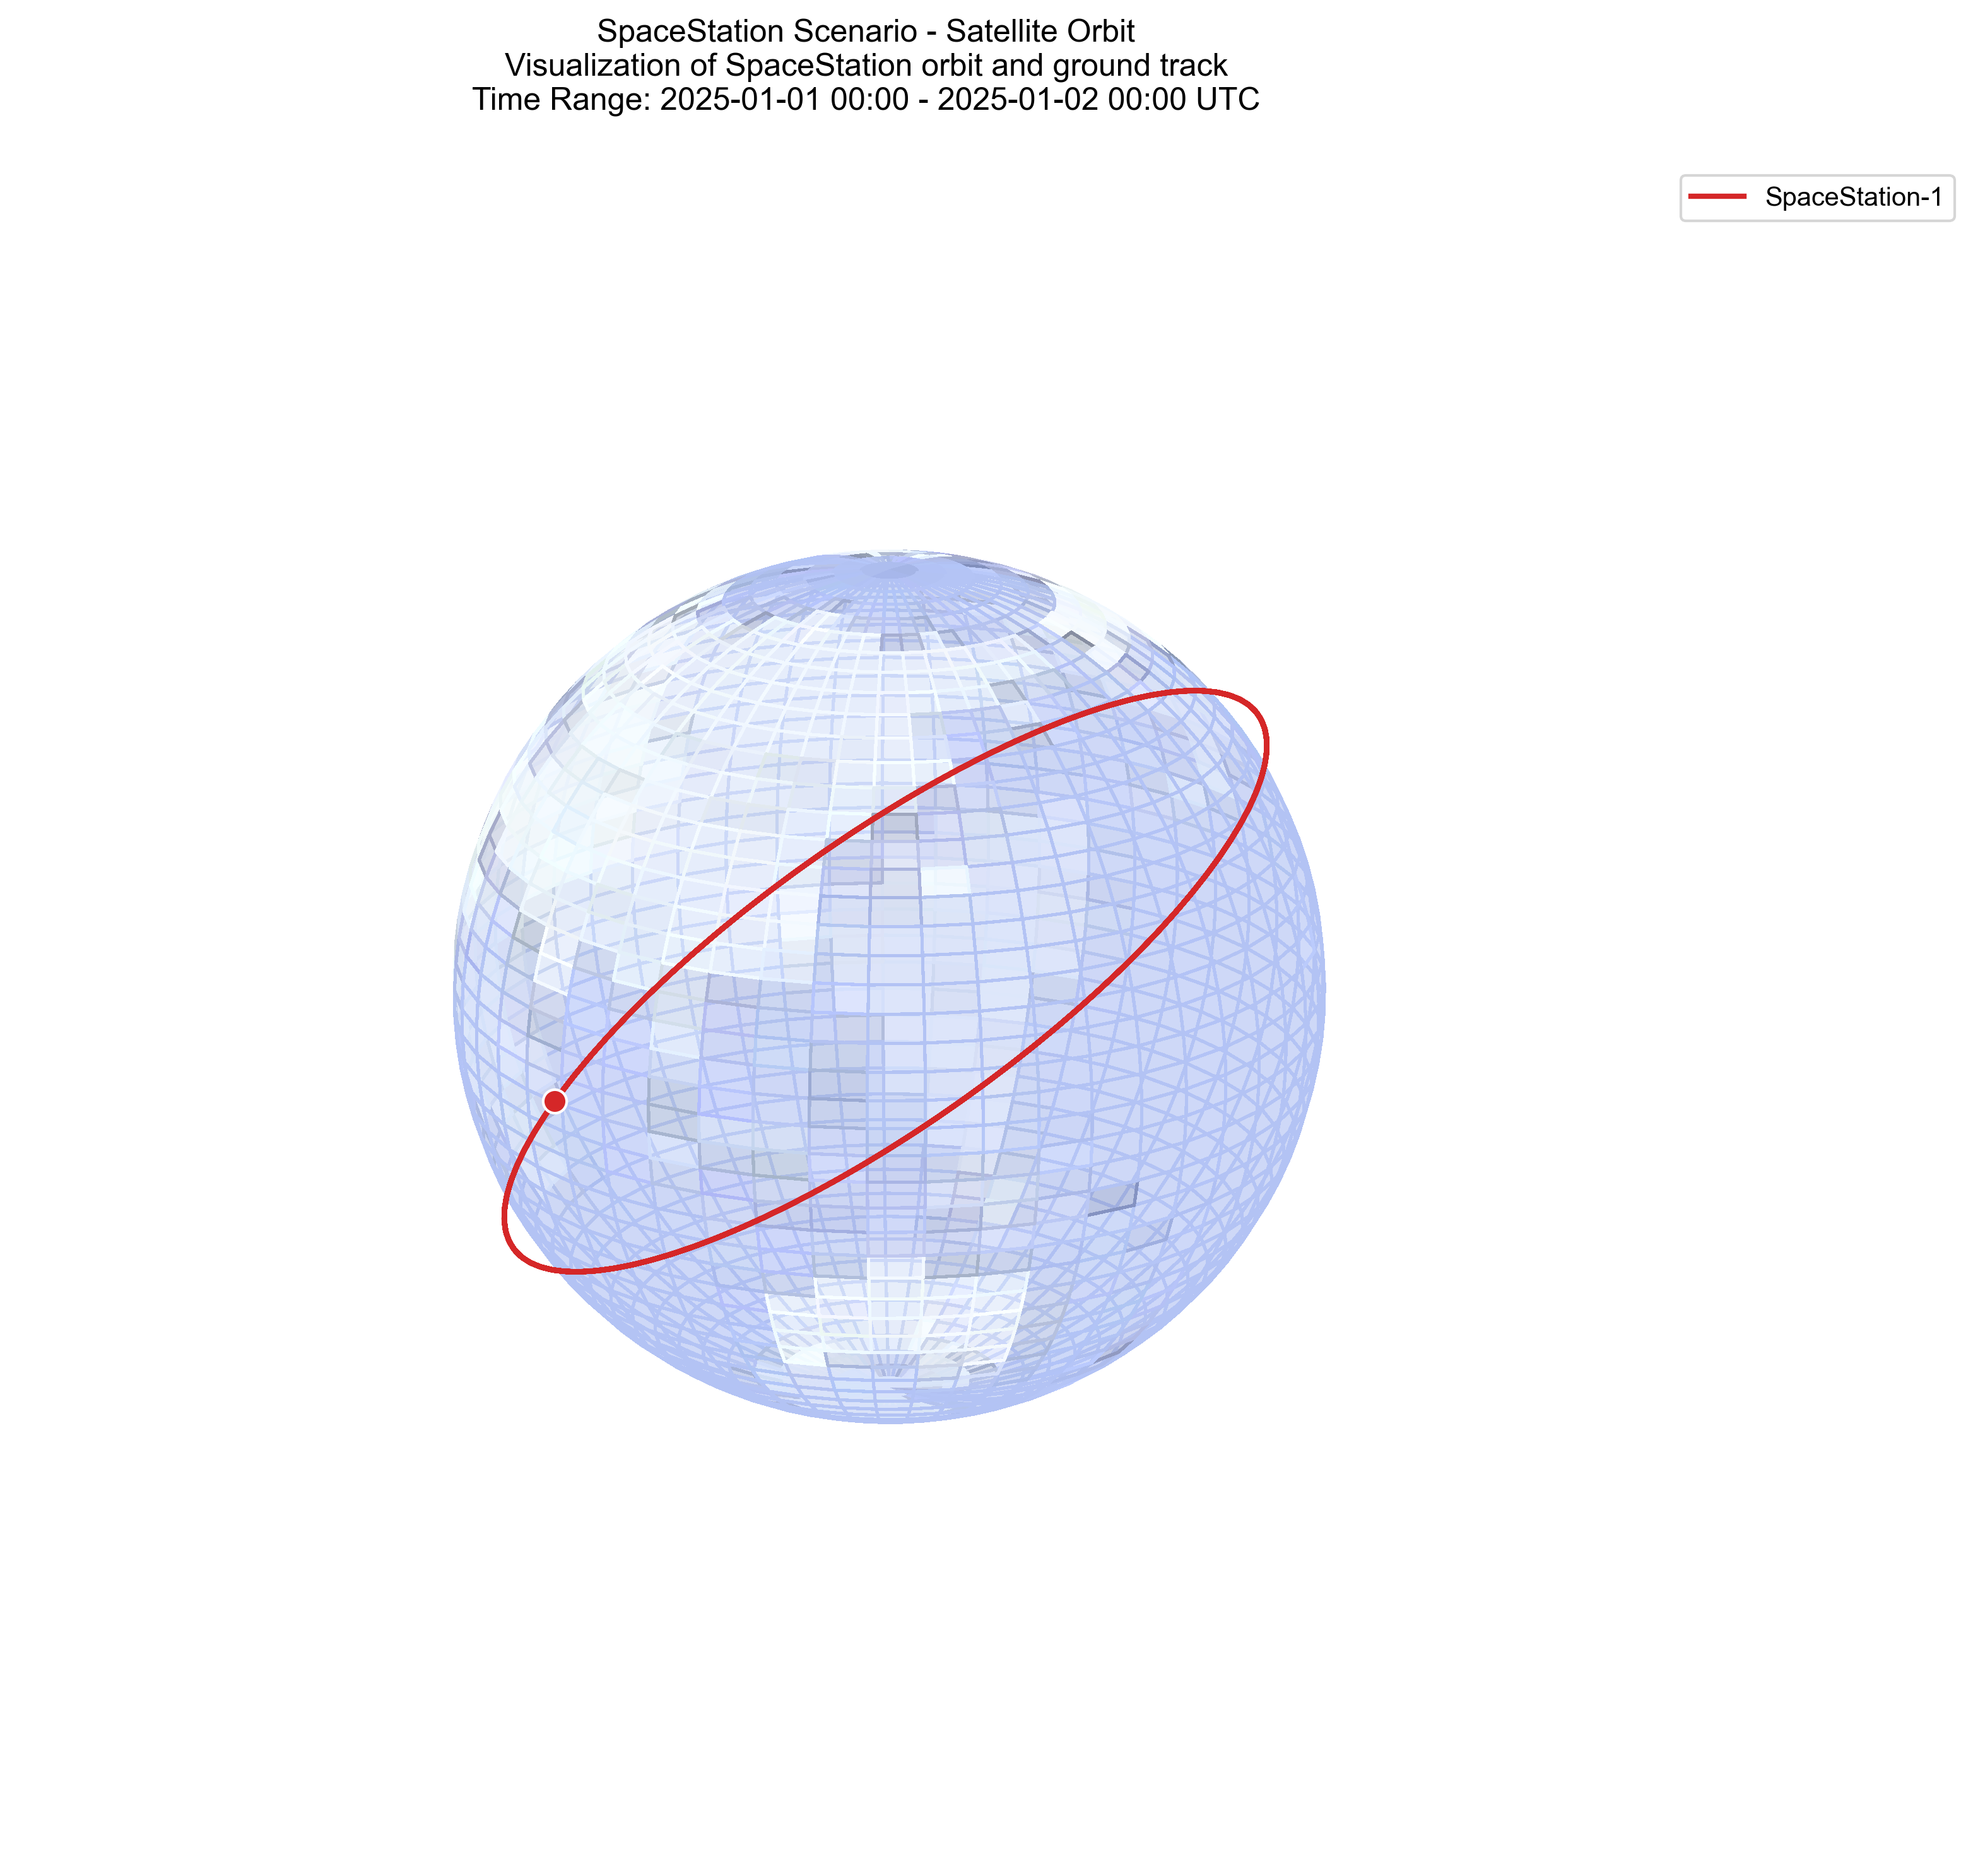 SpaceStation Scenario - Satellite Orbit
Visualization of SpaceStation orbit and ground track
Time Range: 2025-01-01 00:00 - 2025-01-02 00:00 UTC
SpaceStation-1